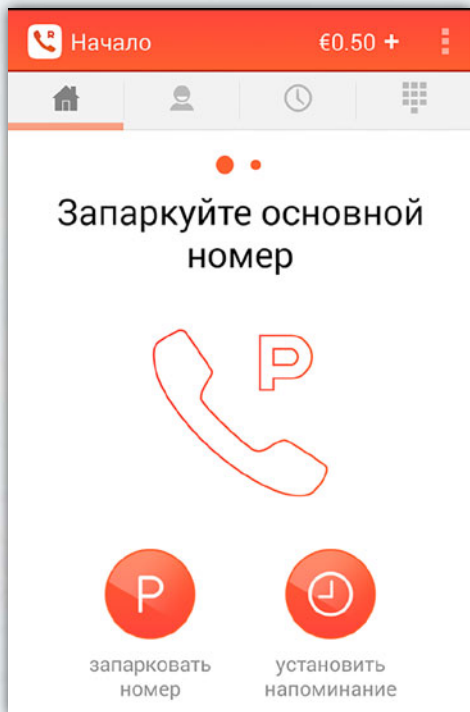 Начало €0.50 +
Запаркуйте основной
номер
P
P
запарковать
номер
установить
напоминание